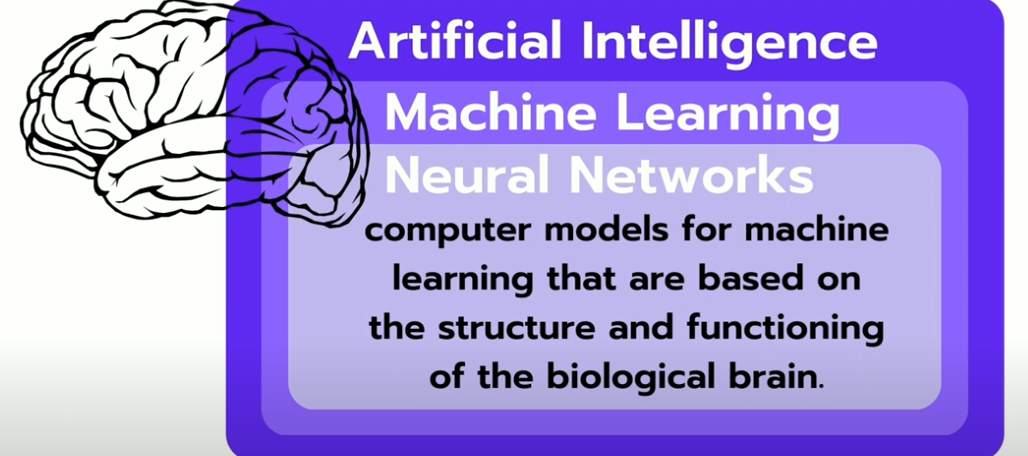 Artificial Intelligence
Machine Learning
Neural Networks
computer models for machine
learning that are based on
the structure and functioning
of the biological brain.